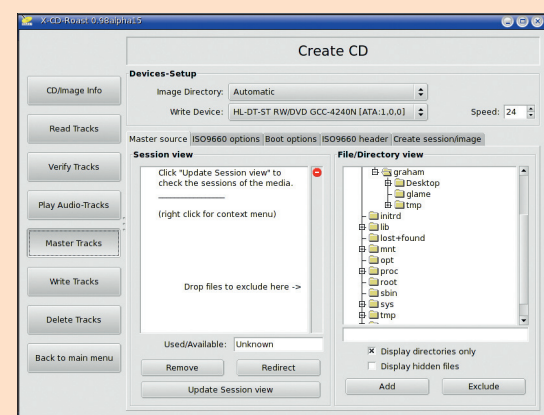 X-CD-Roast 0.98alpha15
Create CD
CD/Image Info
Read Tracks
Verify Tracks
Play Audio-Tracks
Master Tracks
Write Tracks
Delete Tracks
Back to main menu
Devices-Setup
Image Directory: Automatic
Write Device: HL-DT-ST RW/DVD GCC-4240N [ATA:1,0,0] Speed: 24
Master source ISO9660 options Boot options ISO9660 header Create session/image
Session view
Click "Update Session view" to
check the sessions of the media.
(right click for context menu)
Drop files to exclude here ->
Used/Available: Unknown
Remove Redirect
Update Session view
File/Directory view
graham
Desktop
glame
tmp
initrd
lib
lost+found
mnt
opt
proc
root
sbin
sys
tmp
Display directories only
Display hidden files
Add Exclude